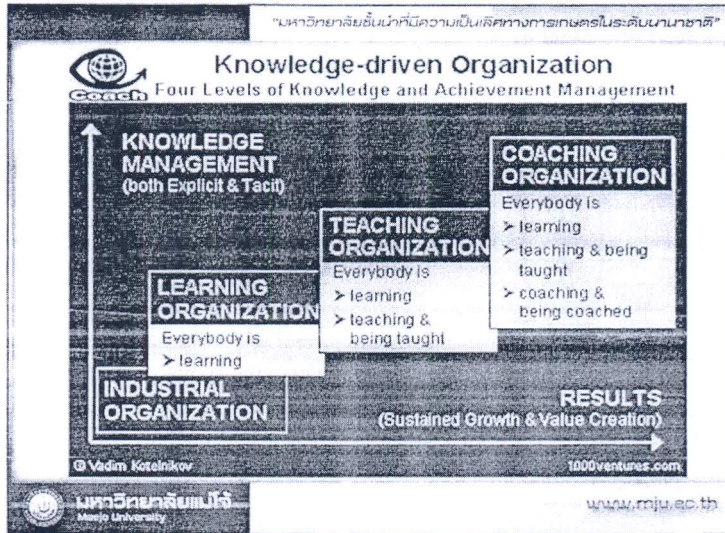 "มหาวิทยาลัยชั้นนำที่มีความเป็นเลิศทางการเกษตรในระดับนานาชาติ"
Coach
Knowledge-driven Organization
Four Levels of Knowledge and Achievement Management
KNOWLEDGE
MANAGEMENT
(both Explicit & Tacit)
COACHING
ORGANIZATION
Everybody is
➢ learning
➢ teaching & being
taught
➢ coaching &
being coached
TEACHING
ORGANIZATION
Everybody is
➢ learning
➢ teaching &
being taught
LEARNING
ORGANIZATION
Everybody is
➢ learning
INDUSTRIAL
ORGANIZATION
RESULTS
(Sustained Growth & Value Creation)
© Vadim Kotelnikov
1000ventures.com
มหาวิทยาลัยแม่โจ้
Maejo University
www.mju.ac.th